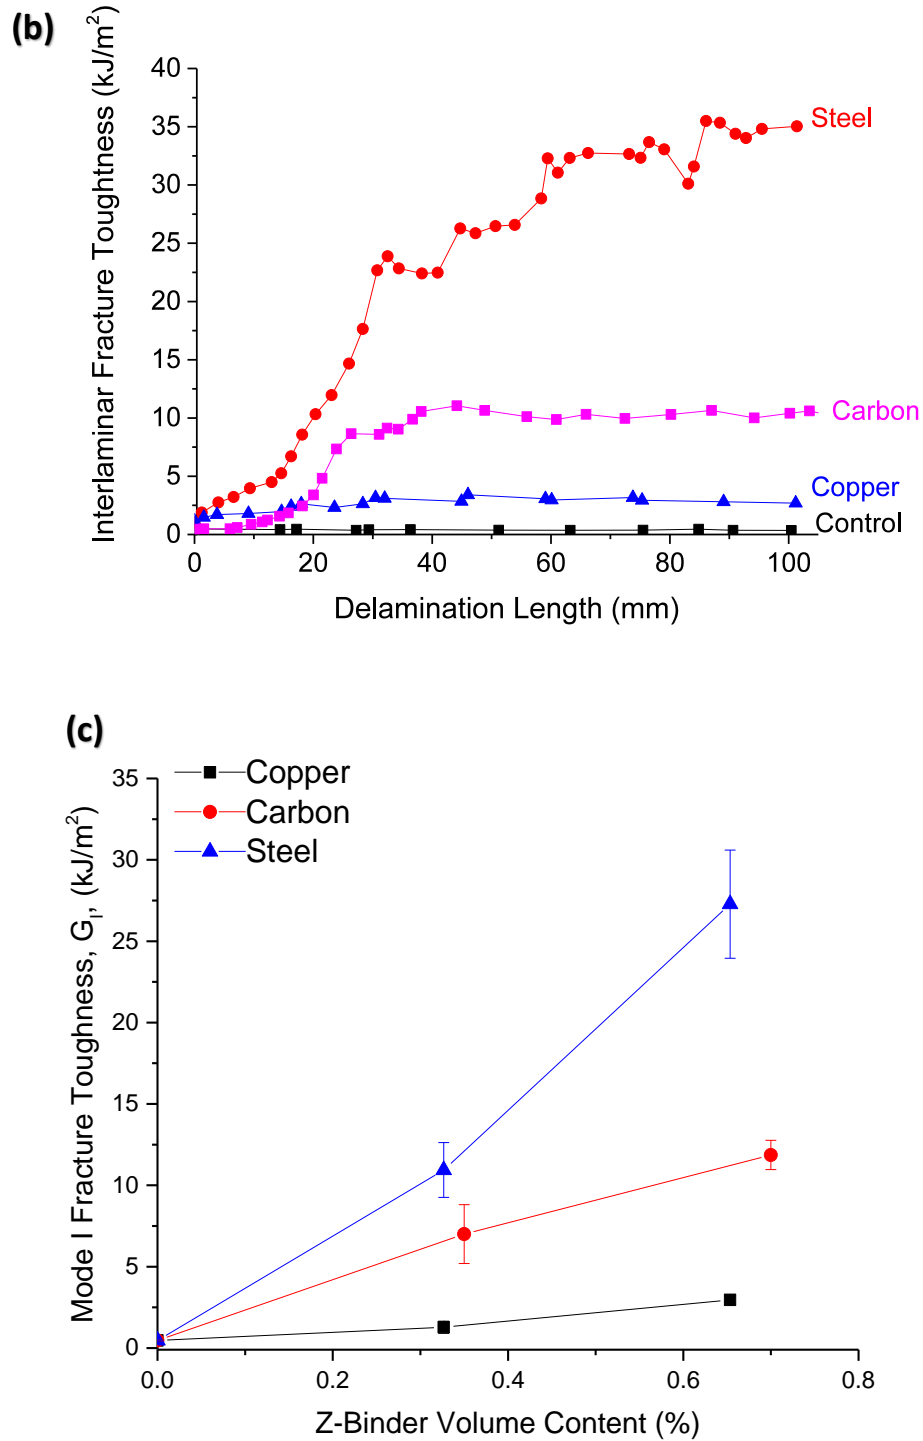 (b)
Interlaminar Fracture Toughtness (kJ/m²)
40
35
30
25
20
15
10
5
0
Steel
Carbon
Copper
Control
0 20 40 60 80 100
Delamination Length (mm)
(c)
Copper
Carbon
Steel
Mode I Fracture Toughness, G_I, (kJ/m²)
35
30
25
20
15
10
5
0
0.0 0.2 0.4 0.6 0.8
Z-Binder Volume Content (%)